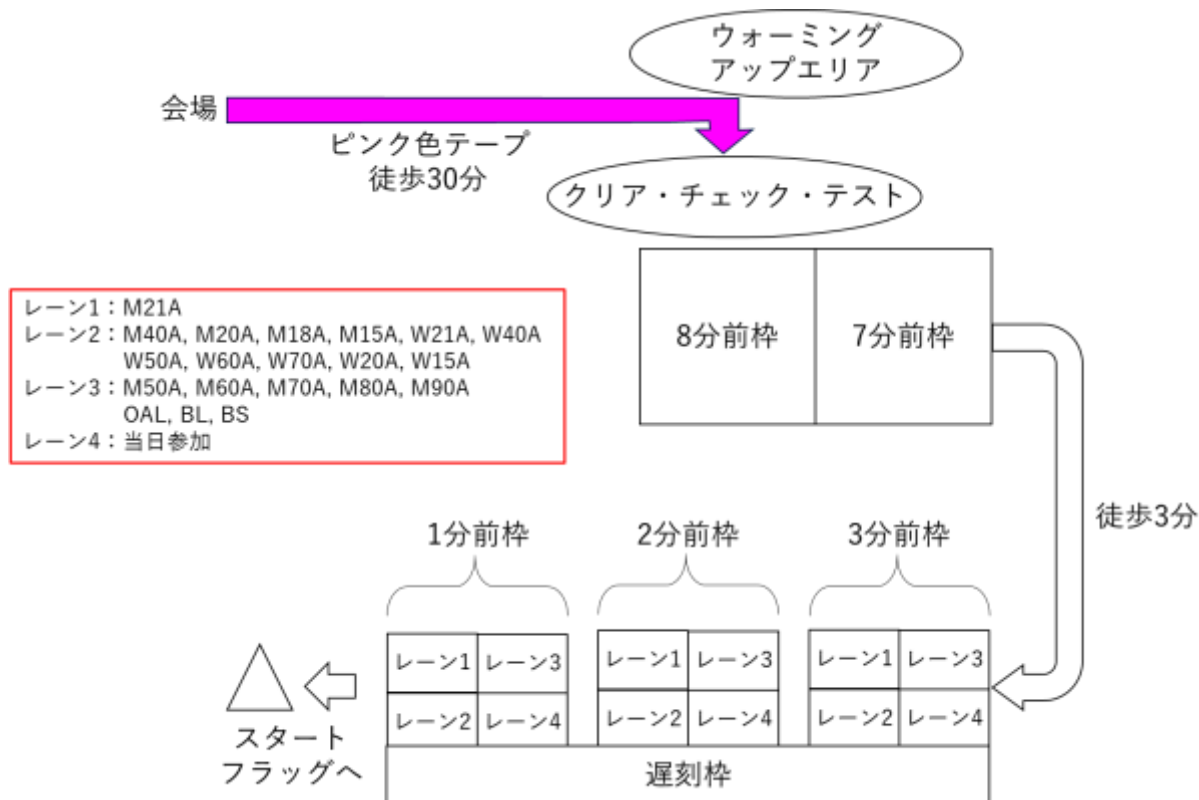 ウォーミング
アップエリア
会場
ピンク色テープ
徒歩30分
クリア・チェック・テスト
8分前枠
7分前枠
レーン1：M21A
レーン2：M40A, M20A, M18A, M15A, W21A, W40A
W50A, W60A, W70A, W20A, W15A
レーン3：M50A, M60A, M70A, M80A, M90A
OAL, BL, BS
レーン4：当日参加
徒歩3分
1分前枠
2分前枠
3分前枠
レーン1 レーン3 レーン1 レーン3 レーン1 レーン3
レーン2 レーン4 レーン2 レーン4 レーン2 レーン4
スタート
フラッグへ
遅刻枠